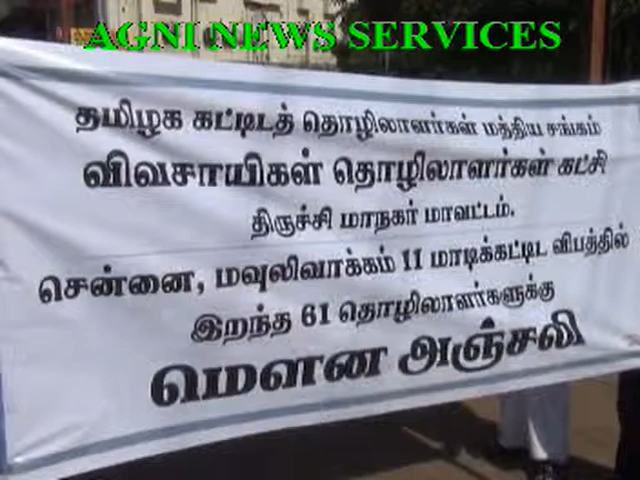 AGNI NEWS SERVICES
தமிழக கட்டிடத் தொழிலாளர்கள் மத்திய சங்கம்
விவசாயிகள் தொழிலாளர்கள் கட்சி
திருச்சி மாநகர் மாவட்டம்.
சென்னை, மவுலிவாக்கம் 11 மாடிக்கட்டிட விபத்தில்
இறந்த 61 தொழிலாளர்களுக்கு
மௌன அஞ்சலி